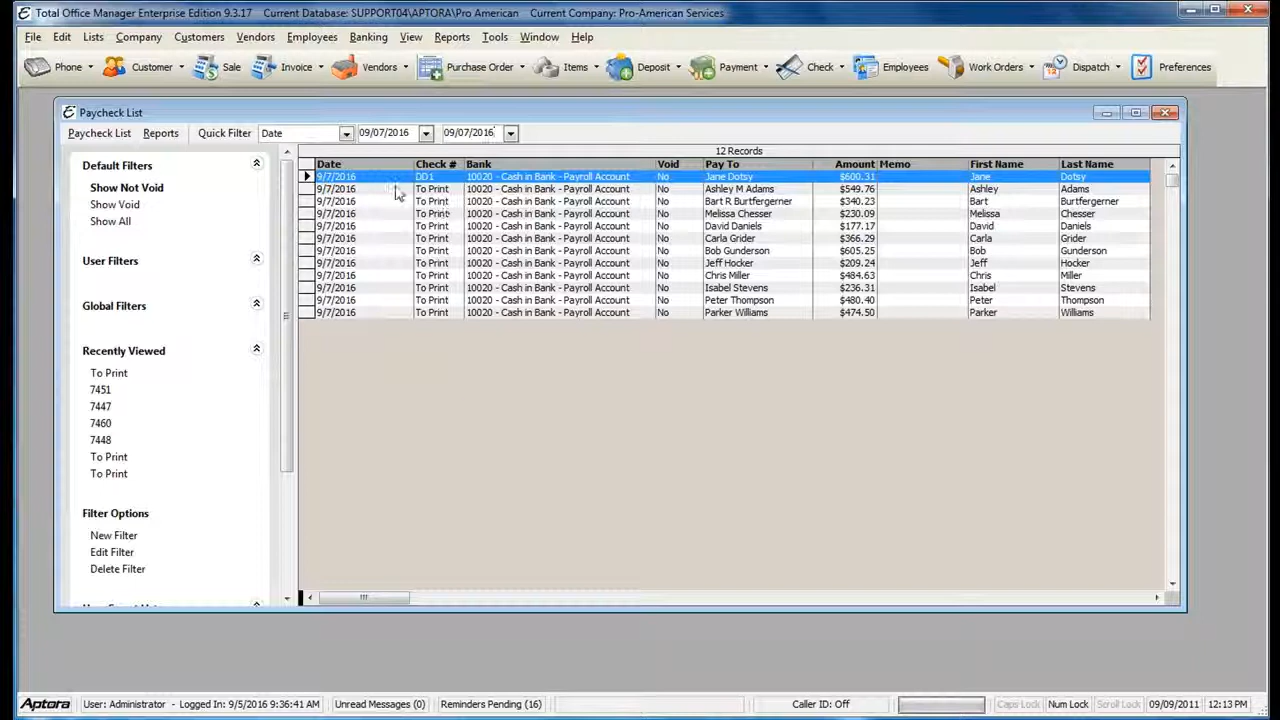 Total Office Manager Enterprise Edition 9.3.17 Current Database: SUPPORT04\APTORA\Pro American Current Company: Pro-American Services
File Edit Lists Company Customers Vendors Employees Banking View Reports Tools Window Help
Phone Customer Sale Invoice Vendors Purchase Order Items Deposit Payment Check Employees Work Orders Dispatch Preferences
Paycheck List
Paycheck List Reports Quick Filter Date 09/07/2016 09/07/2016
12 Records
Date Check # Bank Void Pay To Amount Memo First Name Last Name
9/7/2016 DD1 10020 - Cash in Bank - Payroll Account No Jane Dotsy $600.31 Jane Dotsy
9/7/2016 To Print 10020 - Cash in Bank - Payroll Account No Ashley M Adams $549.76 Ashley Adams
9/7/2016 To Print 10020 - Cash in Bank - Payroll Account No Bart R Burtfergerner $340.23 Bart Burtfergerner
9/7/2016 To Print 10020 - Cash in Bank - Payroll Account No Melissa Chesser $230.09 Melissa Chesser
9/7/2016 To Print 10020 - Cash in Bank - Payroll Account No David Daniels $177.17 David Daniels
9/7/2016 To Print 10020 - Cash in Bank - Payroll Account No Carla Grider $366.29 Carla Grider
9/7/2016 To Print 10020 - Cash in Bank - Payroll Account No Bob Gunderson $605.25 Bob Gunderson
9/7/2016 To Print 10020 - Cash in Bank - Payroll Account No Jeff Hocker $209.24 Jeff Hocker
9/7/2016 To Print 10020 - Cash in Bank - Payroll Account No Chris Miller $484.63 Chris Miller
9/7/2016 To Print 10020 - Cash in Bank - Payroll Account No Isabel Stevens $236.31 Isabel Stevens
9/7/2016 To Print 10020 - Cash in Bank - Payroll Account No Peter Thompson $480.40 Peter Thompson
9/7/2016 To Print 10020 - Cash in Bank - Payroll Account No Parker Williams $474.50 Parker Williams
Default Filters
Show Not Void
Show Void
Show All
User Filters
Global Filters
Recently Viewed
To Print
7451
7447
7460
7448
To Print
To Print
Filter Options
New Filter
Edit Filter
Delete Filter
Aptora User: Administrator - Logged In: 9/5/2016 9:36:41 AM Unread Messages (0) Reminders Pending (16) Caller ID: Off Caps Lock Num Lock Scroll Lock 09/09/2011 12:13 PM